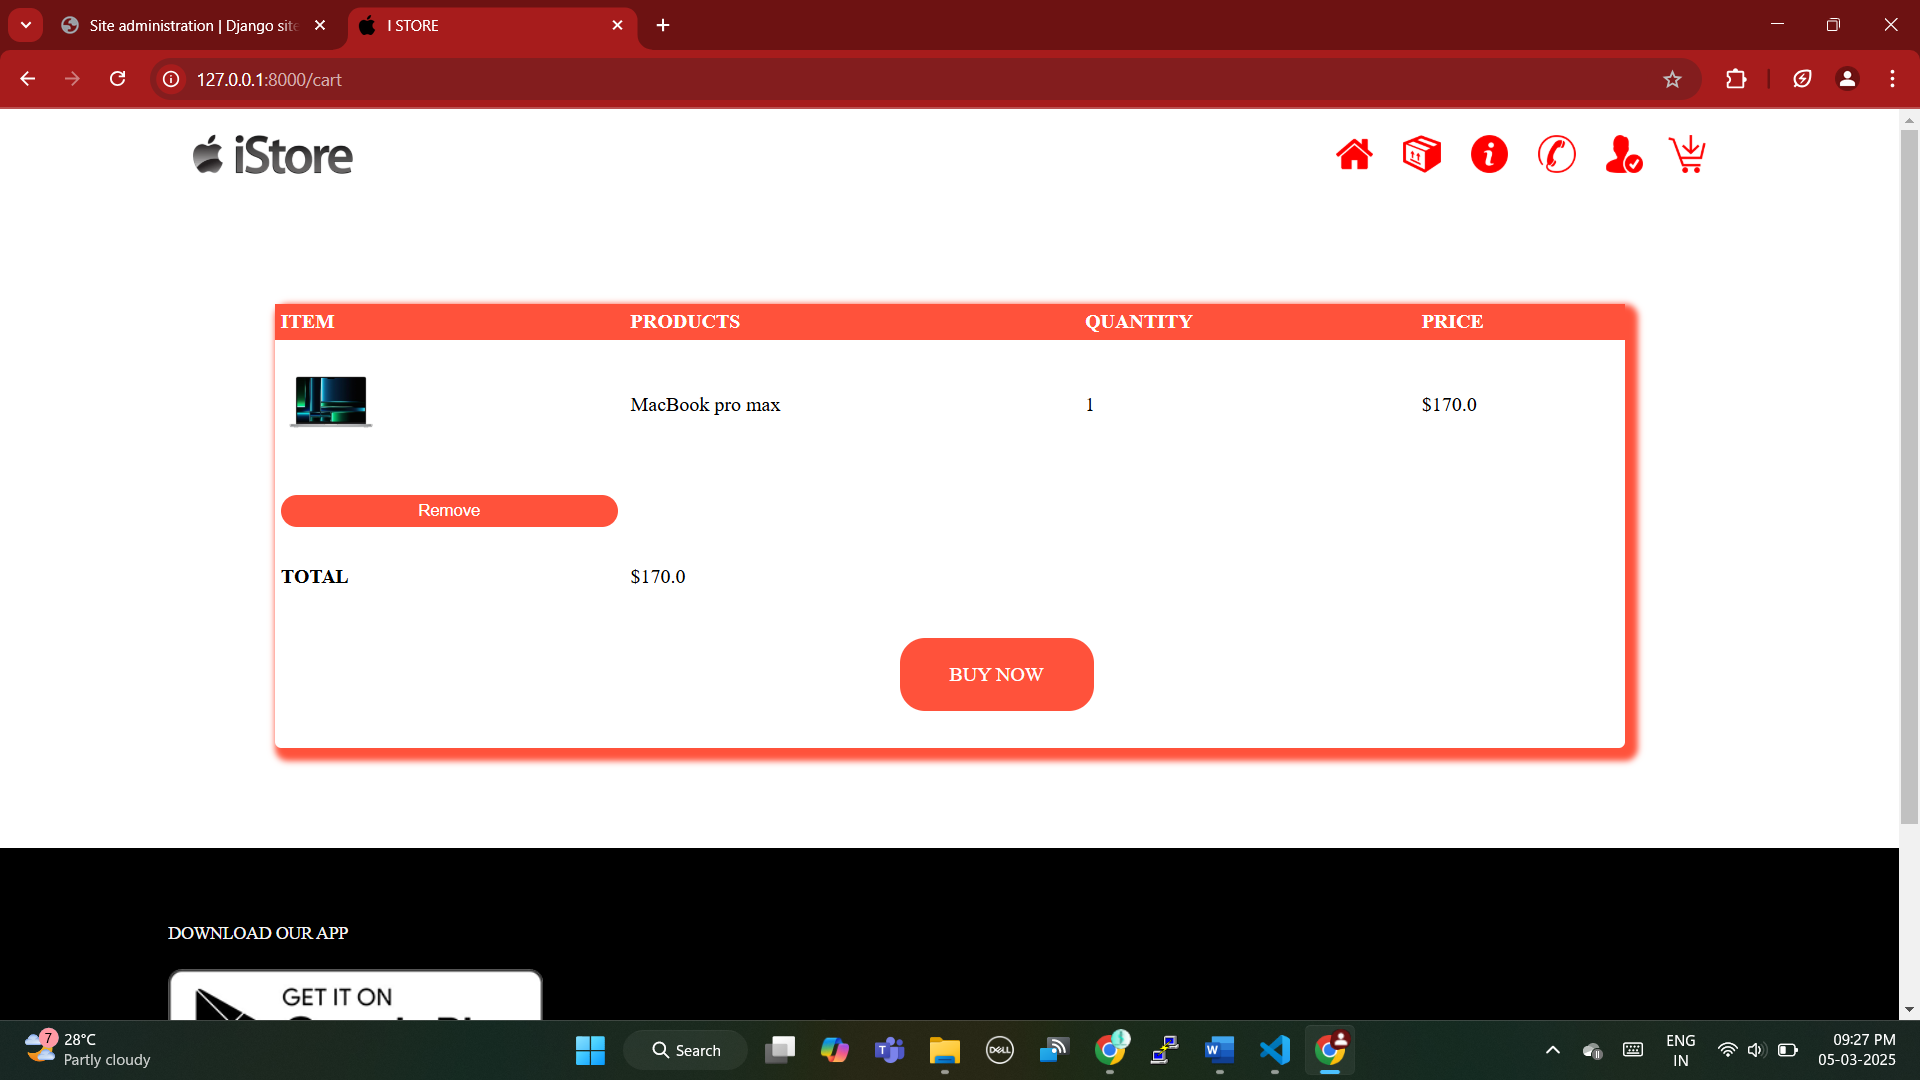 Site administration | Django site
I STORE
127.0.0.1:8000/cart
iStore
ITEM PRODUCTS QUANTITY PRICE
MacBook pro max 1 $170.0
Remove
TOTAL $170.0
BUY NOW
DOWNLOAD OUR APP
GET IT ON
7
28°C
Partly cloudy
Search
DELL
ENG
IN
09:27 PM
05-03-2025